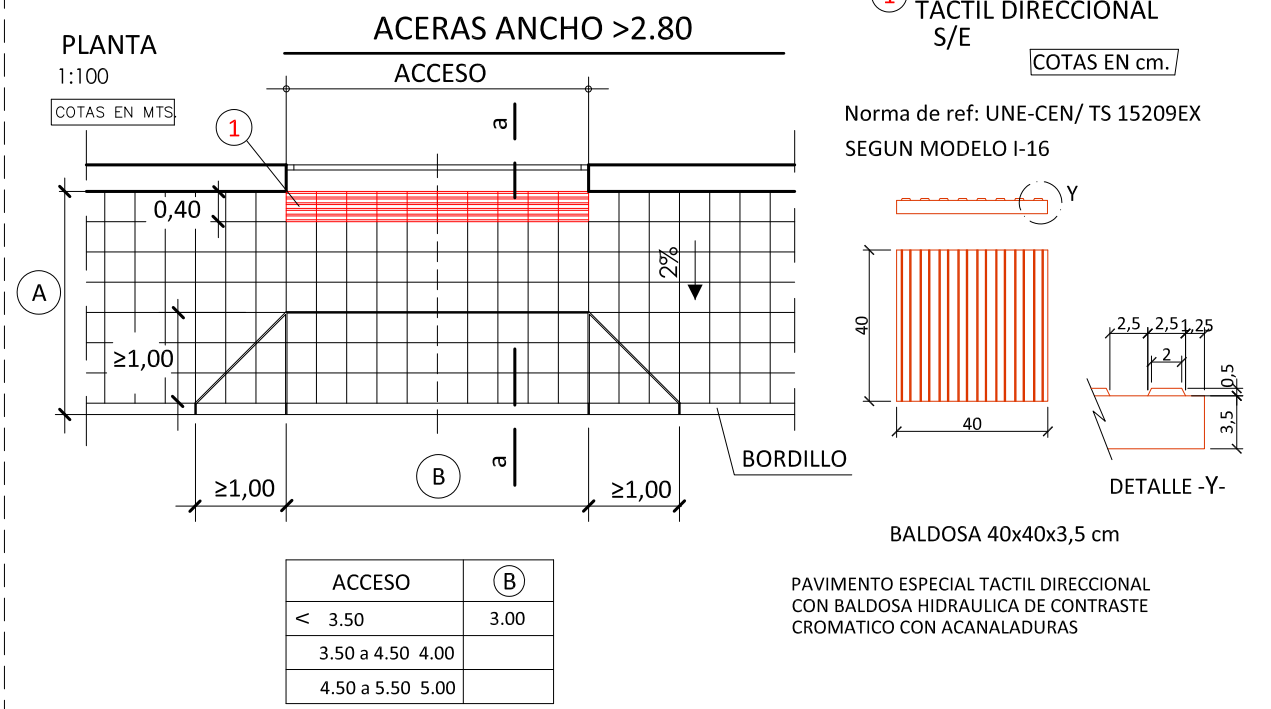 ACERAS ANCHO >2.80
PLANTA
1:100
COTAS EN MTS.
ACCESO
1
a
0,40
A
2%
≥1,00
a
B
≥1,00
≥1,00
BORDILLO
ACCESO B
< 3.50 3.00
3.50 a 4.50 4.00
4.50 a 5.50 5.00
1 TACTIL DIRECCIONAL
S/E
COTAS EN cm.
Norma de ref: UNE-CEN/ TS 15209EX
SEGUN MODELO I-16
Y
40
40
2,5 2,5 1,25
2
0,5
3,5
DETALLE -Y-
BALDOSA 40x40x3,5 cm
PAVIMENTO ESPECIAL TACTIL DIRECCIONAL
CON BALDOSA HIDRAULICA DE CONTRASTE
CROMATICO CON ACANALADURAS